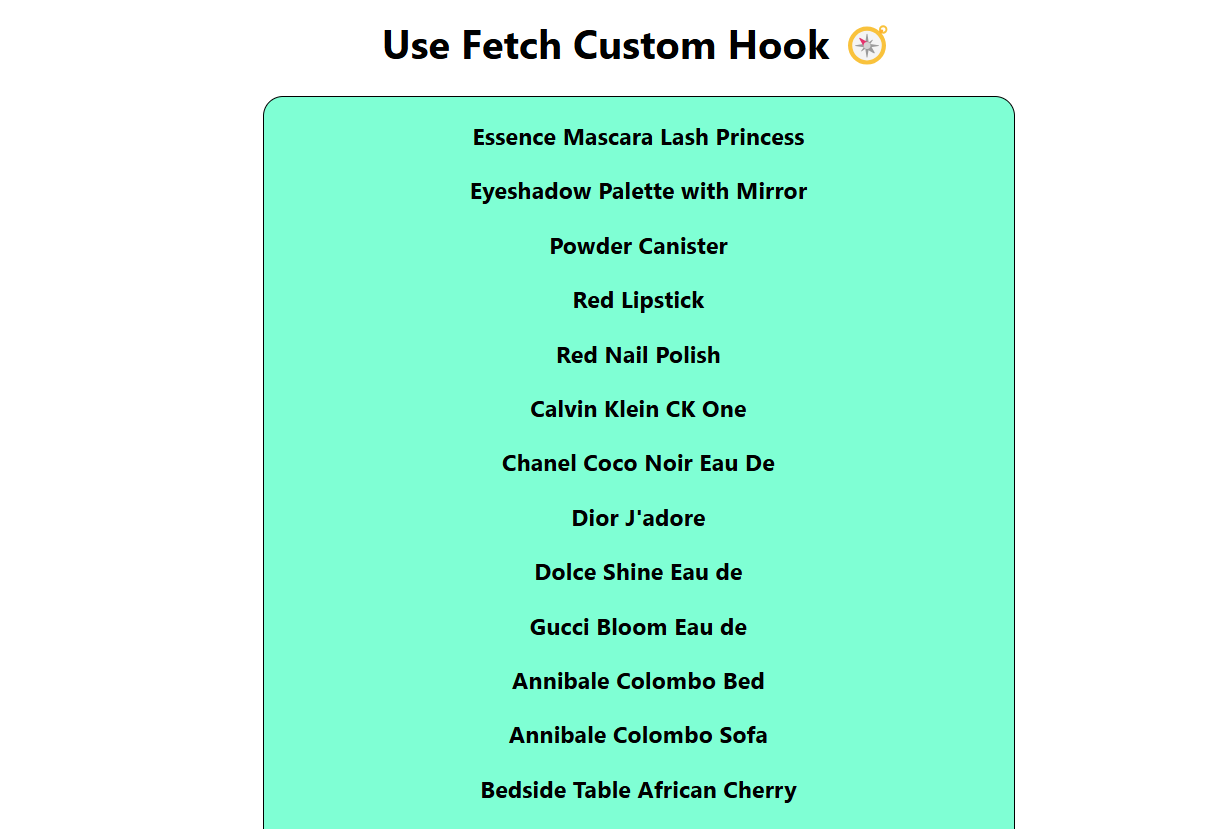 Use Fetch Custom Hook 🧭
Essence Mascara Lash Princess
Eyeshadow Palette with Mirror
Powder Canister
Red Lipstick
Red Nail Polish
Calvin Klein CK One
Chanel Coco Noir Eau De
Dior J'adore
Dolce Shine Eau de
Gucci Bloom Eau de
Annibale Colombo Bed
Annibale Colombo Sofa
Bedside Table African Cherry